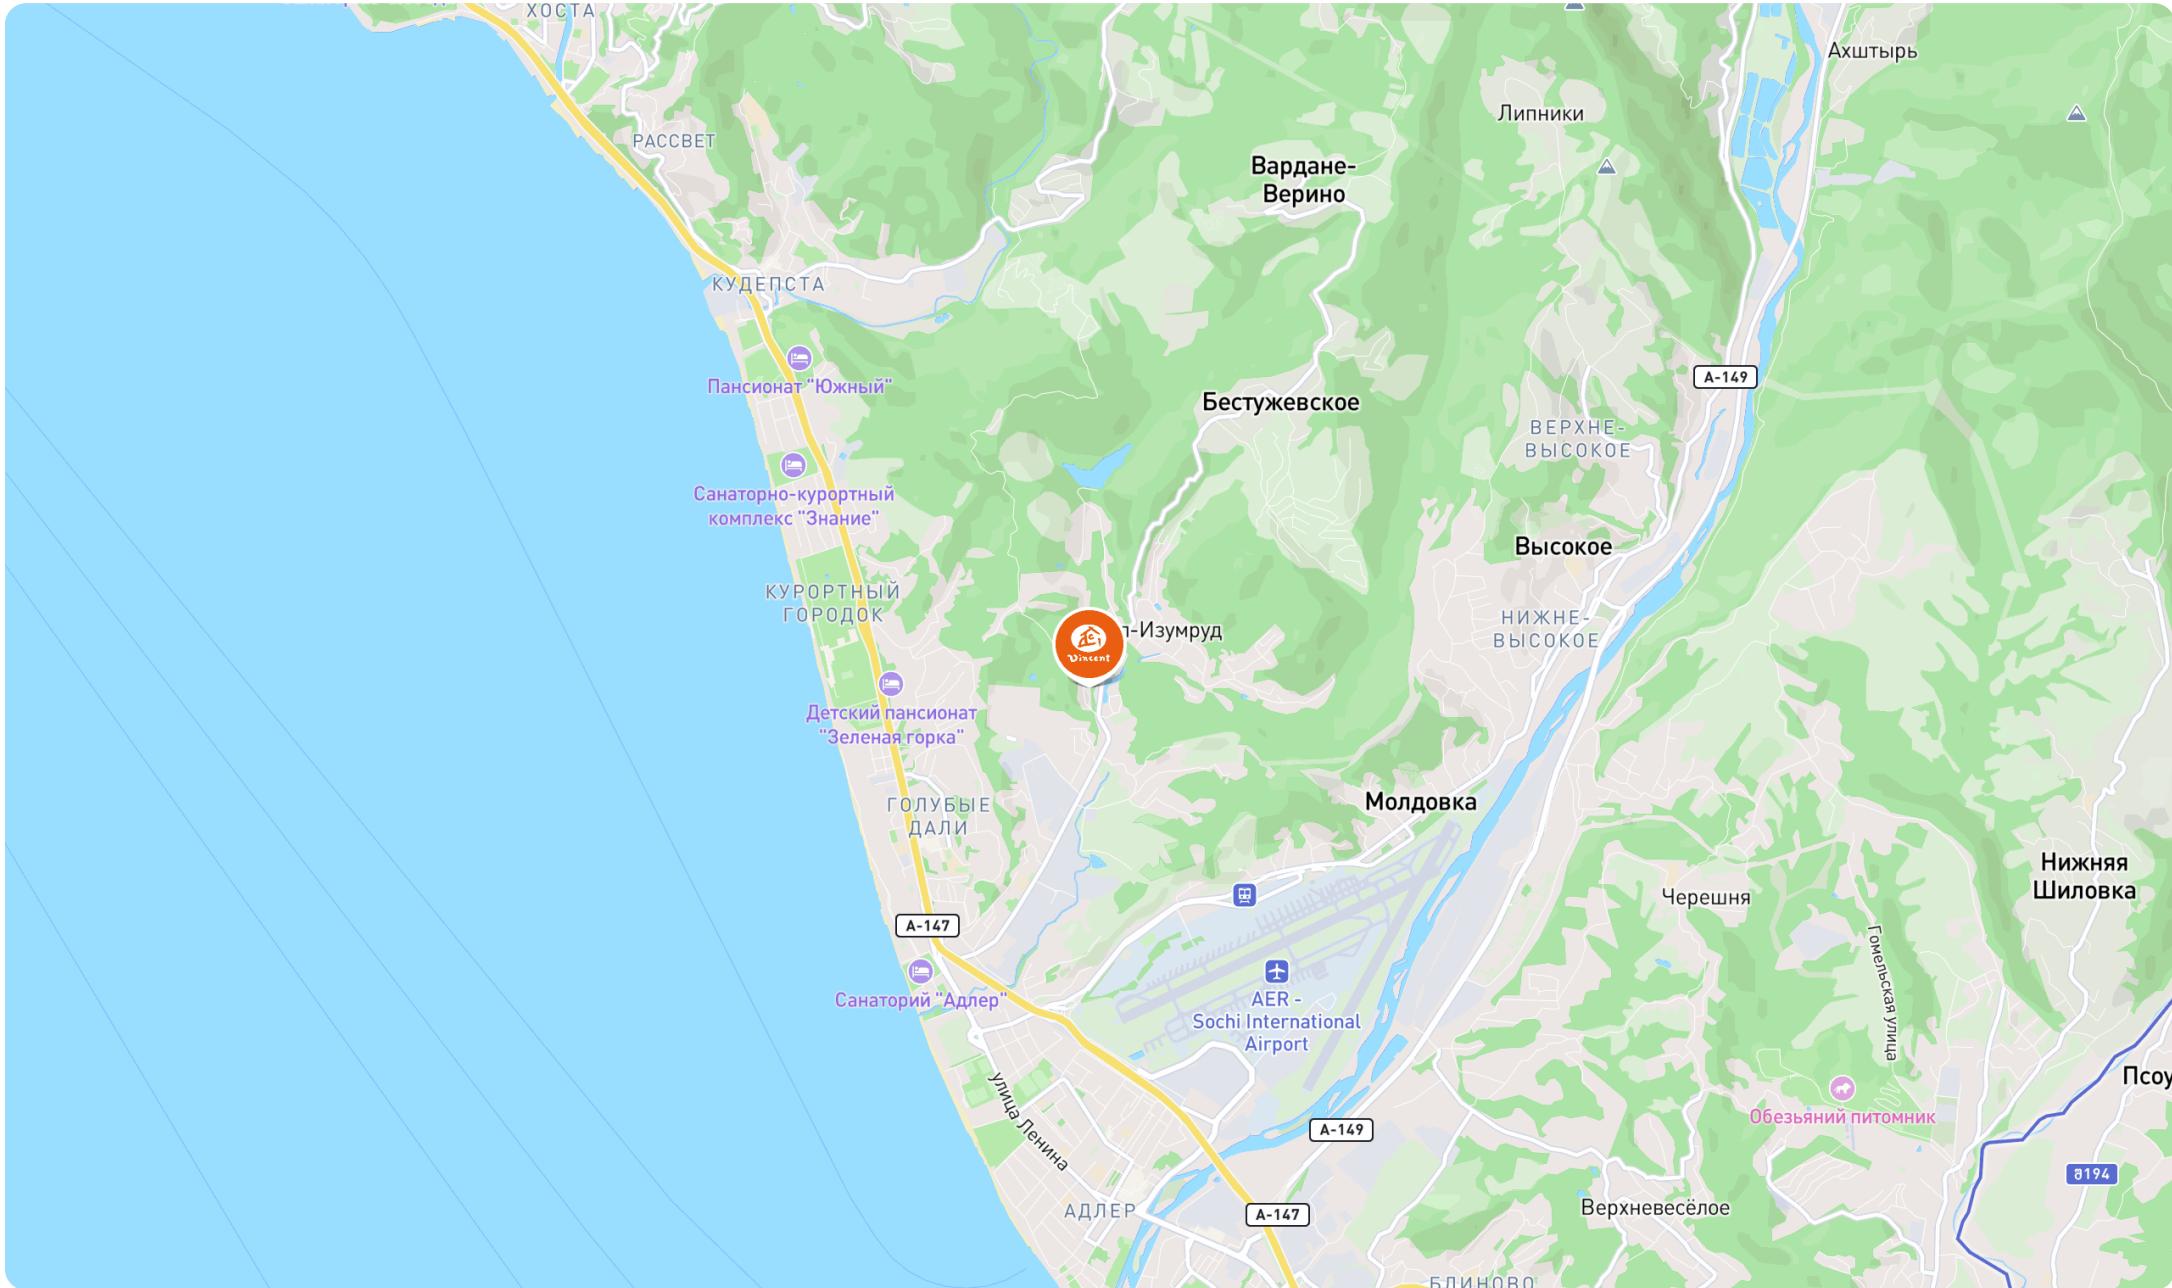 ХОСТА
Ахштырь
Липники
РАССВЕТ
Вардане-
Верино
КУДЕПСТА
Пансионат "Южный"
А-149
Бестужевское
ВЕРХНЕ-
ВЫСОКОЕ
Санаторно-курортный
комплекс "Знание"
Высокое
КУРОРТНЫЙ
ГОРОДОК
НИЖНЕ-
ВЫСОКОЕ
л-Изумруд
Vincent
Детский пансионат
"Зеленая горка"
ГОЛУБЫЕ
ДАЛИ
Молдовка
Нижняя
Шиловка
Черешня
А-147
Гомельская улица
Санаторий "Адлер"
AER -
Sochi International
Airport
улица Ленина
Псоу
Обезьяний питомник
А-149
შ194
АДЛЕР
А-147
Верхневесёлое
БЛИНОВО